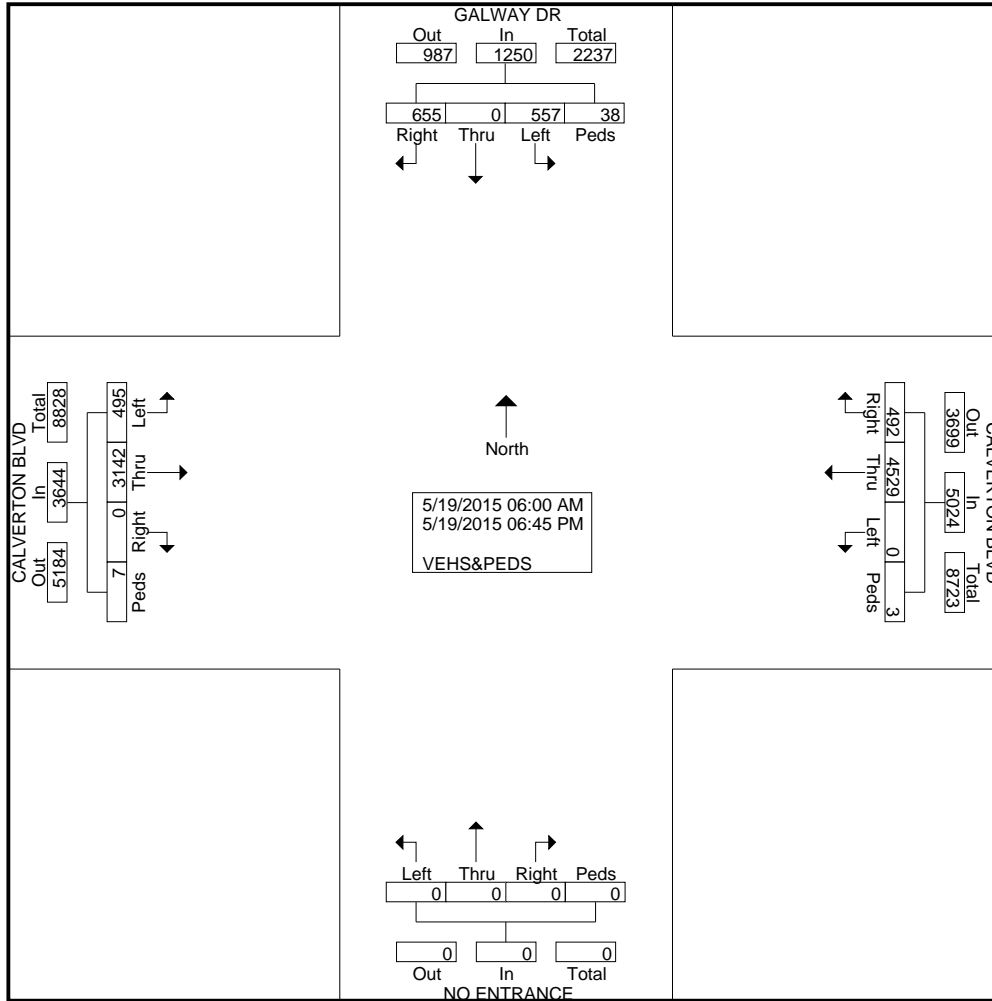 GALWAY DR
Out In Total
987 1250 2237
655 0 557 38
Right Thru Left Peds
CALVERTON BLVD
Total In Out
8828 3644 5184
495 3142 0 7
Left Thru Right Peds
North
5/19/2015 06:00 AM
5/19/2015 06:45 PM
VEHS&PEDS
Right Thru Left Peds
492 4529 0 3
Out In Total
3699 5024 8723
CALVERTON BLVD
Left Thru Right Peds
0 0 0 0
0 0 0
Out In Total
NO ENTRANCE